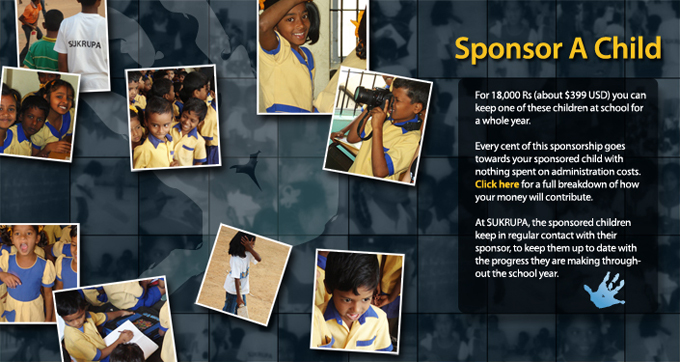 SUKRUPA
Sponsor A Child
For 18,000 Rs (about $399 USD) you can
keep one of these children at school for
a whole year.
Every cent of this sponsorship goes
towards your sponsored child with
nothing spent on administration costs.
Click here for a full breakdown of how
your money will contribute.
At SUKRUPA, the sponsored children
keep in regular contact with their
sponsor, to keep them up to date with
the progress they are making through-
out the school year.